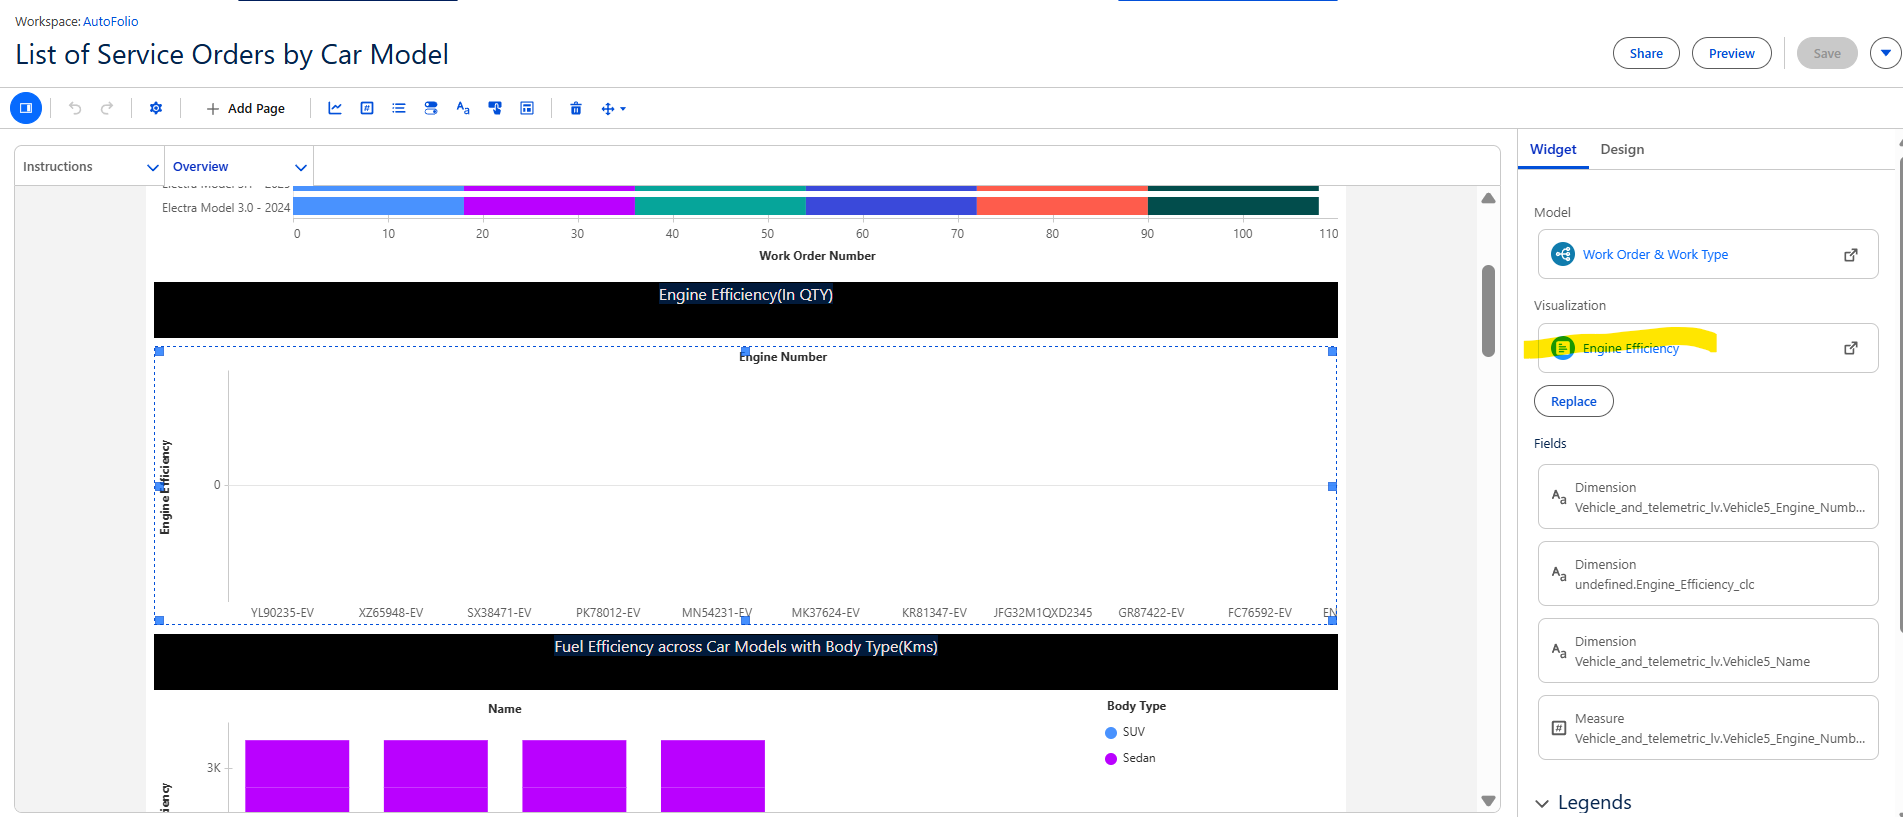 Workspace: AutoFolio
List of Service Orders by Car Model
Share
Preview
Save
Add Page
Instructions
Overview
Electra Model 3.0 - 2024
0 10 20 30 40 50 60 70 80 90 100 110
Work Order Number
Engine Efficiency(In QTY)
Engine Number
Engine Efficiency
0
YL90235-EV XZ65948-EV SX38471-EV PK78012-EV MN54231-EV MK37624-EV KR81347-EV JFG32M1QXD2345 GR87422-EV FC76592-EV EN
Fuel Efficiency across Car Models with Body Type(Kms)
Name
3K
iency
Body Type
SUV
Sedan
Widget
Design
Model
Work Order & Work Type
Visualization
Engine Efficiency
Replace
Fields
Dimension
Vehicle_and_telemetric_lv.Vehicle5_Engine_Numb...
Dimension
undefined.Engine_Efficiency_clc
Dimension
Vehicle_and_telemetric_lv.Vehicle5_Name
Measure
Vehicle_and_telemetric_lv.Vehicle5_Engine_Numb...
Legends